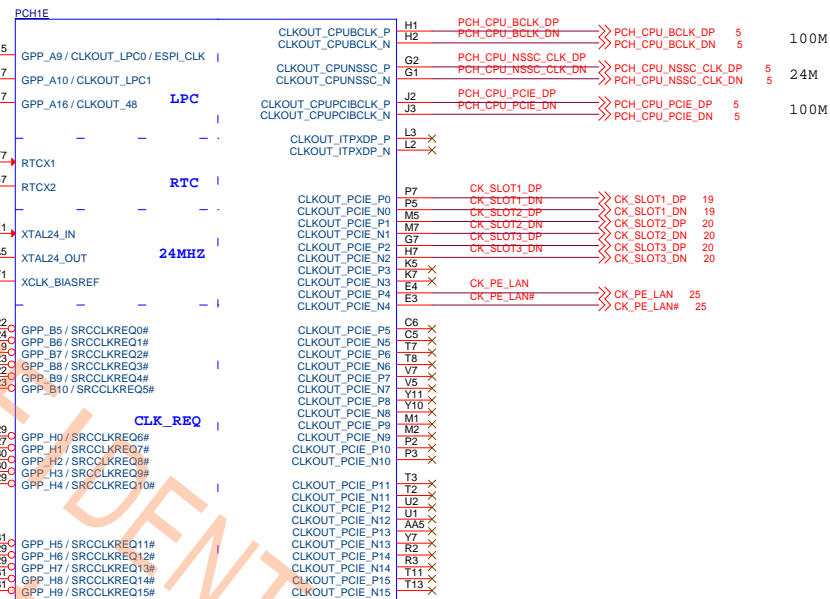 PCH1E
CLKOUT_CPUBCLK_P H1 PCH_CPU_BCLK_DP PCH_CPU_BCLK_DP 5
CLKOUT_CPUBCLK_N H2 PCH_CPU_BCLK_DN PCH_CPU_BCLK_DN 5
100M
GPP_A9 / CLKOUT_LPC0 / ESPI_CLK
CLKOUT_CPUNSSC_P G2 PCH_CPU_NSSC_CLK_DP PCH_CPU_NSSC_CLK_DP 5
CLKOUT_CPUNSSC_N G1 PCH_CPU_NSSC_CLK_DN PCH_CPU_NSSC_CLK_DN 5
24M
GPP_A10 / CLKOUT_LPC1
GPP_A16 / CLKOUT_48
LPC
CLKOUT_CPUPCIBCLK_P J2 PCH_CPU_PCIE_DP PCH_CPU_PCIE_DP 5
CLKOUT_CPUPCIBCLK_N J3 PCH_CPU_PCIE_DN PCH_CPU_PCIE_DN 5
100M
CLKOUT_ITPXDP_P L3
CLKOUT_ITPXDP_N L2
RTCX1
RTCX2
RTC
CLKOUT_PCIE_P0 P7 CK_SLOT1_DP CK_SLOT1_DP 19
CLKOUT_PCIE_N0 P5 CK_SLOT1_DN CK_SLOT1_DN 19
CLKOUT_PCIE_P1 M5 CK_SLOT2_DP CK_SLOT2_DP 20
CLKOUT_PCIE_N1 M7 CK_SLOT2_DN CK_SLOT2_DN 20
CLKOUT_PCIE_P2 G7 CK_SLOT3_DP CK_SLOT3_DP 20
CLKOUT_PCIE_N2 H7 CK_SLOT3_DN CK_SLOT3_DN 20
XTAL24_IN
XTAL24_OUT
24MHZ
XCLK_BIASREF
CLKOUT_PCIE_P3 K5
CLKOUT_PCIE_N3 K7
CLKOUT_PCIE_P4 E4 CK_PE_LAN CK_PE_LAN 25
CLKOUT_PCIE_N4 E3 CK_PE_LAN# CK_PE_LAN# 25
GPP_B5 / SRCCLKREQ0#
GPP_B6 / SRCCLKREQ1#
GPP_B7 / SRCCLKREQ2#
GPP_B8 / SRCCLKREQ3#
GPP_B9 / SRCCLKREQ4#
GPP_B10 / SRCCLKREQ5#
CLK_REQ
CLKOUT_PCIE_P5 C6
CLKOUT_PCIE_N5 C5
CLKOUT_PCIE_P6 T7
CLKOUT_PCIE_N6 T8
CLKOUT_PCIE_P7 V7
CLKOUT_PCIE_N7 V5
CLKOUT_PCIE_P8 Y11
CLKOUT_PCIE_N8 Y10
CLKOUT_PCIE_P9 M1
CLKOUT_PCIE_N9 M2
CLKOUT_PCIE_P10 P2
CLKOUT_PCIE_N10 P3
GPP_H0 / SRCCLKREQ6#
GPP_H1 / SRCCLKREQ7#
GPP_H2 / SRCCLKREQ8#
GPP_H3 / SRCCLKREQ9#
GPP_H4 / SRCCLKREQ10#
CLKOUT_PCIE_P11 T3
CLKOUT_PCIE_N11 T2
CLKOUT_PCIE_P12 U2
CLKOUT_PCIE_N12 U1
CLKOUT_PCIE_P13 AA5
CLKOUT_PCIE_N13 Y7
CLKOUT_PCIE_P14 R2
CLKOUT_PCIE_N14 R3
CLKOUT_PCIE_P15 T11
CLKOUT_PCIE_N15 T13
GPP_H5 / SRCCLKREQ11#
GPP_H6 / SRCCLKREQ12#
GPP_H7 / SRCCLKREQ13#
GPP_H8 / SRCCLKREQ14#
GPP_H9 / SRCCLKREQ15#